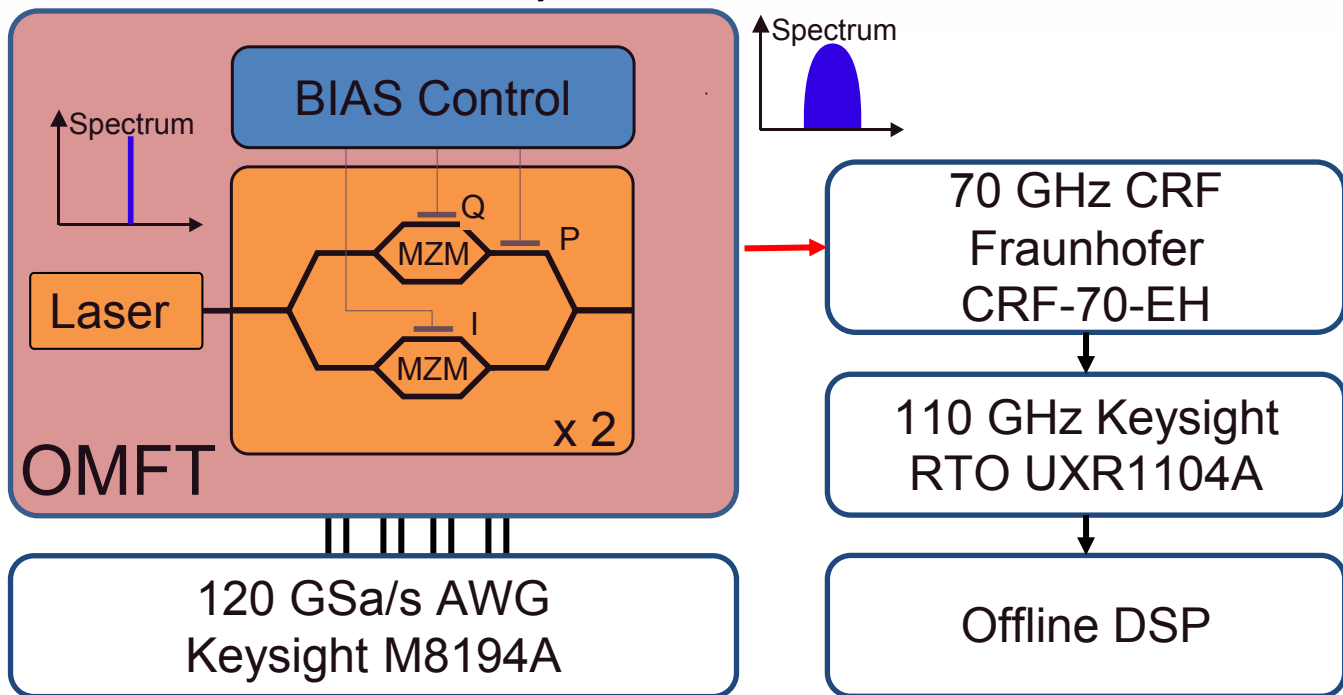 BIAS Control
Spectrum
Spectrum
Q
P
MZM
Laser
I
MZM
x 2
OMFT
120 GSa/s AWG
Keysight M8194A
70 GHz CRF
Fraunhofer
CRF-70-EH
110 GHz Keysight
RTO UXR1104A
Offline DSP